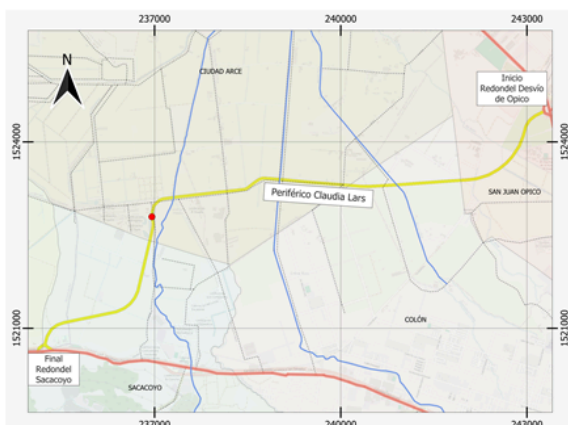 237000
240000
243000
N
CIUDAD ARCE
Inicio
Redondel Desvío
de Opico
1524000
1524000
Periférico Claudia Lars
SAN JUAN OPICO
1521000
1521000
COLÓN
Final
Redondel
Sacacoyo
SACACOYO
237000
240000
243000